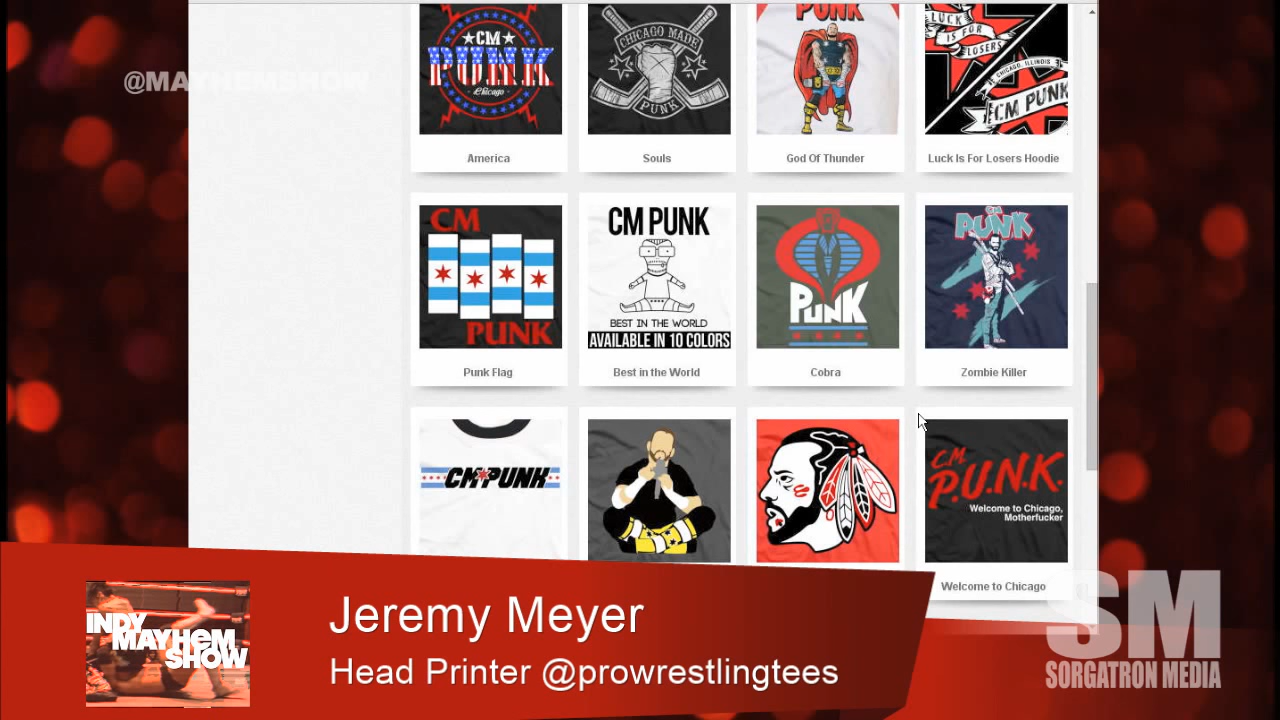 PUNK
LUCK
IS FOR
LOSERS
CM
PUNK
Chicago
CHICAGO MADE
PUNK
CHICAGO, ILLINOIS
CM PUNK
@MAYHEMSHOW
America
Souls
God Of Thunder
Luck Is For Losers Hoodie
CM
PUNK
CM PUNK
BEST IN THE WORLD
AVAILABLE IN 10 COLORS
PUNK
CM
PUNK
Punk Flag
Best in the World
Cobra
Zombie Killer
CM PUNK
CM
P.U.N.K.
Welcome to Chicago,
Motherfucker
Welcome to Chicago
INDY
MAYHEM
SHOW
Jeremy Meyer
Head Printer @prowrestlingtees
SM
SORGATRON MEDIA